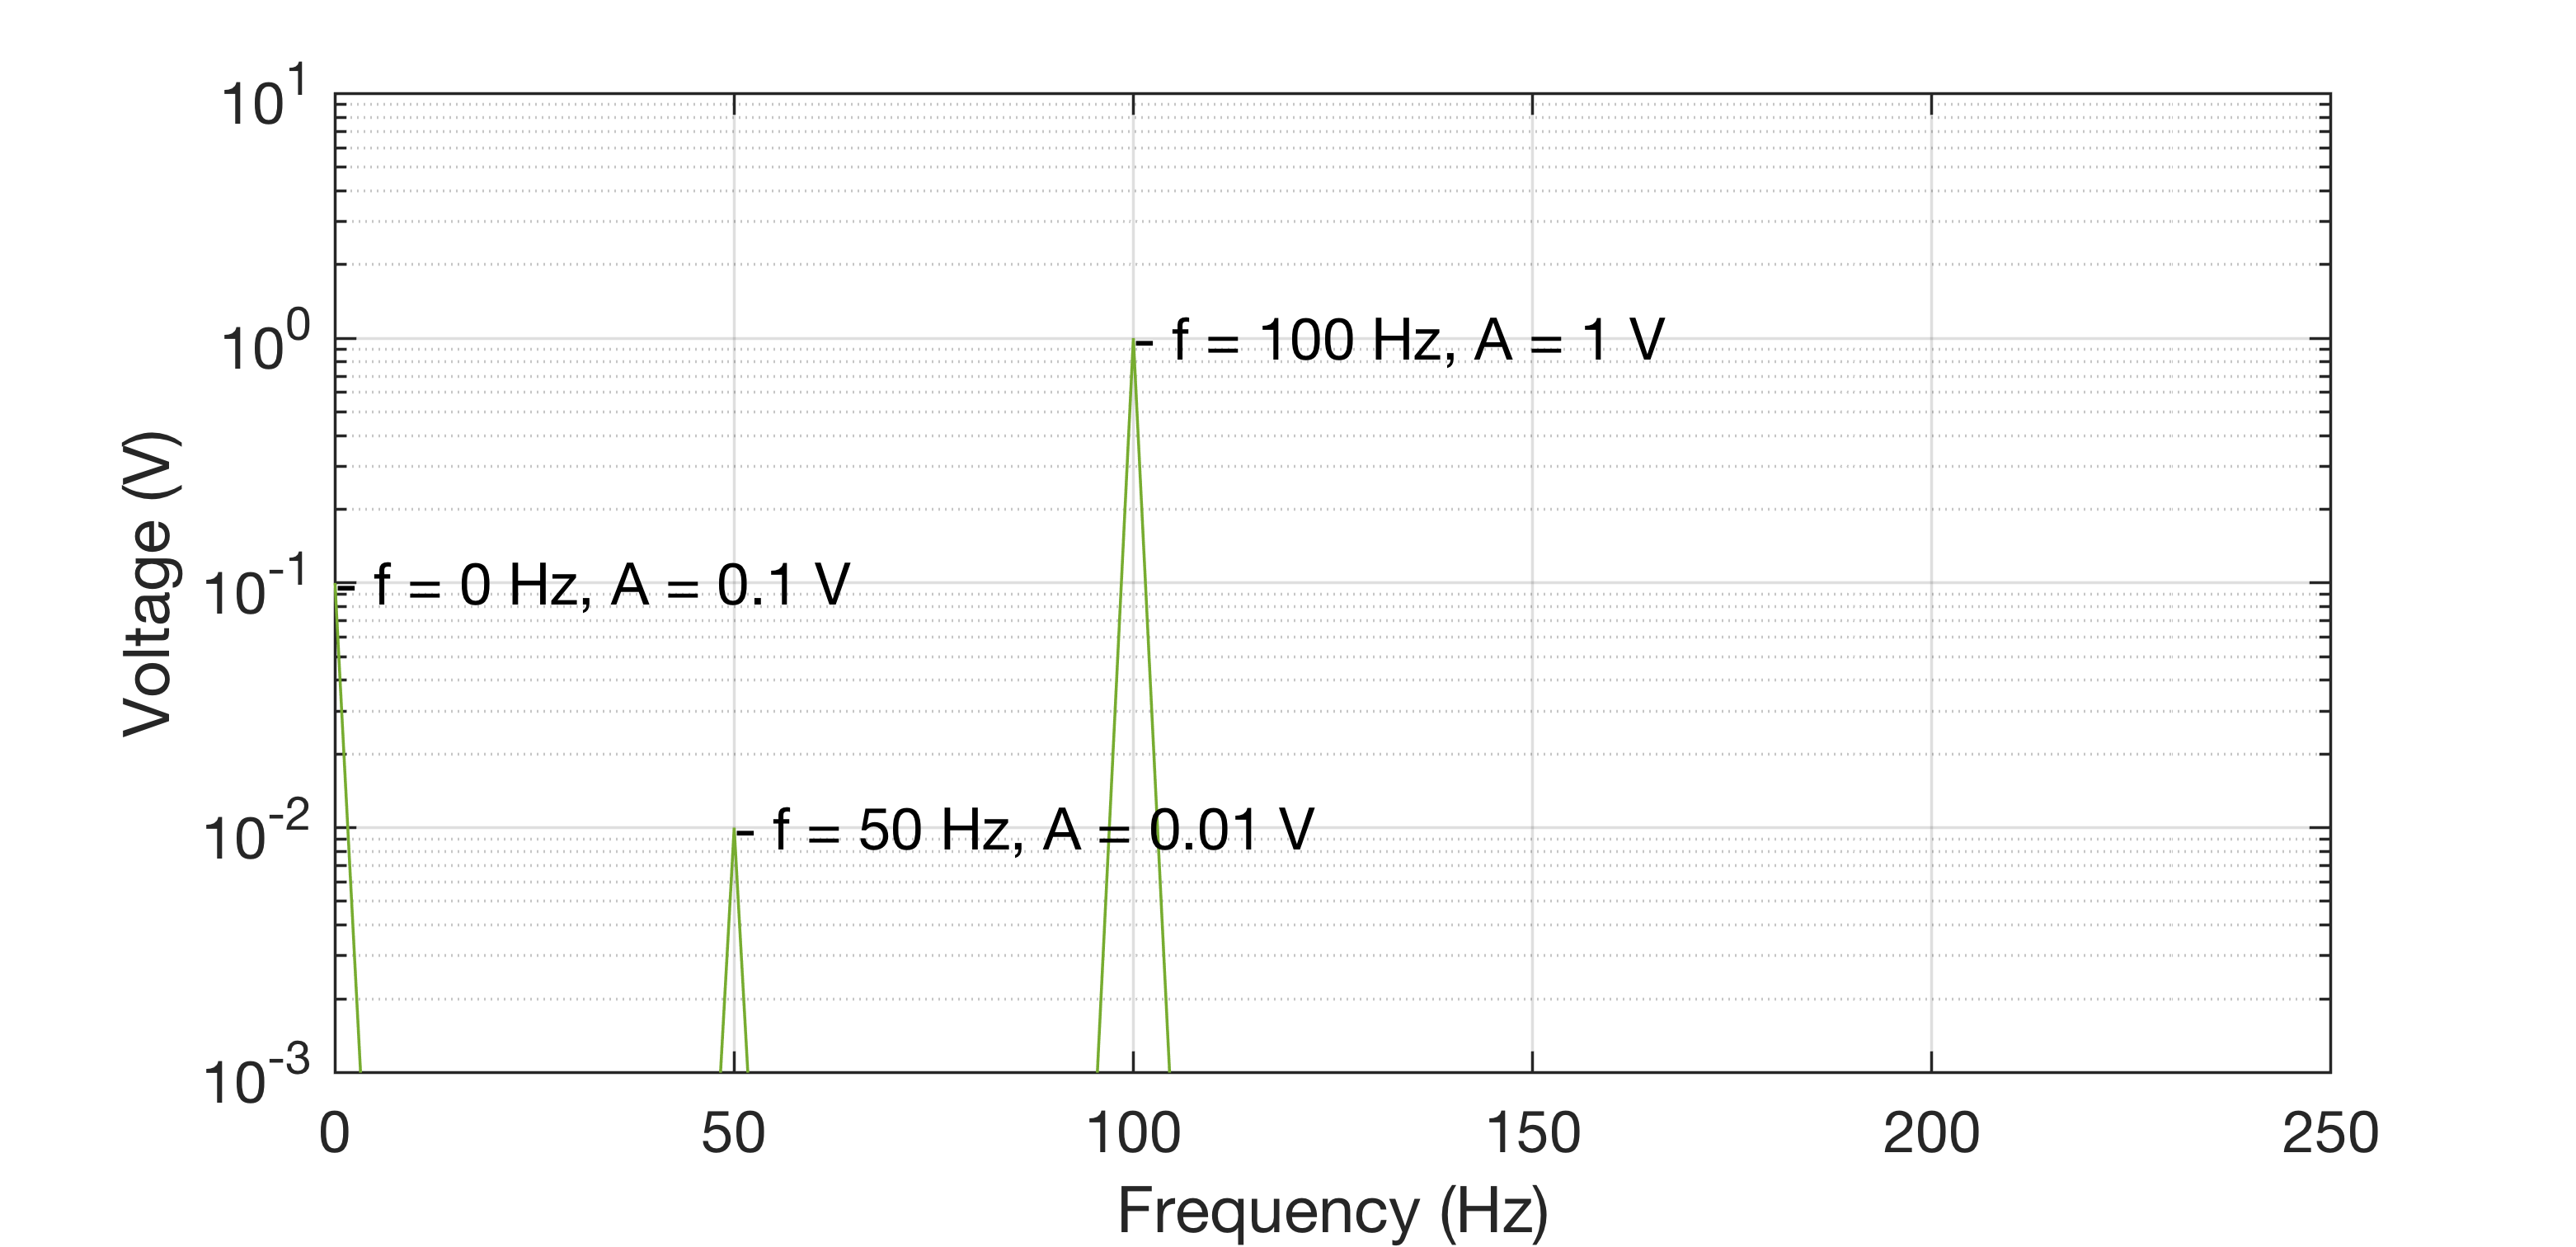 10^1
10^0
- f = 100 Hz, A = 1 V
10^-1
- f = 0 Hz, A = 0.1 V
10^-2
- f = 50 Hz, A = 0.01 V
10^-3
Voltage (V)
0 50 100 150 200 250
Frequency (Hz)